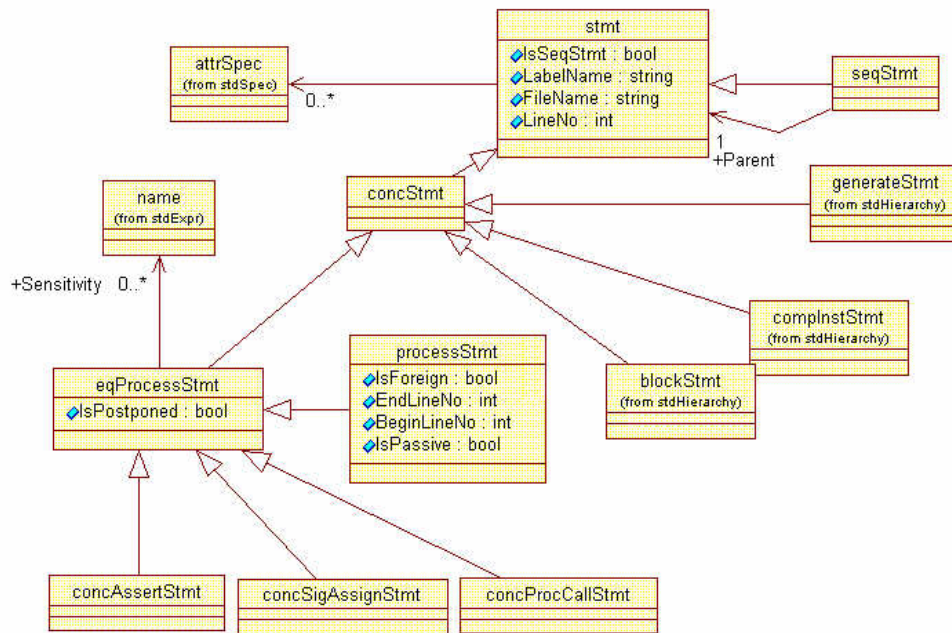 stmt
IsSeqStmt : bool
LabelName : string
FileName : string
LineNo : int
attrSpec
(from stdSpec)
0..*
seqStmt
1
+Parent
concStmt
generateStmt
(from stdHierarchy)
name
(from stdExpr)
+Sensitivity 0..*
compInstStmt
(from stdHierarchy)
processStmt
IsForeign : bool
EndLineNo : int
BeginLineNo : int
IsPassive : bool
blockStmt
(from stdHierarchy)
eqProcessStmt
IsPostponed : bool
concAssertStmt
concSigAssignStmt
concProcCallStmt